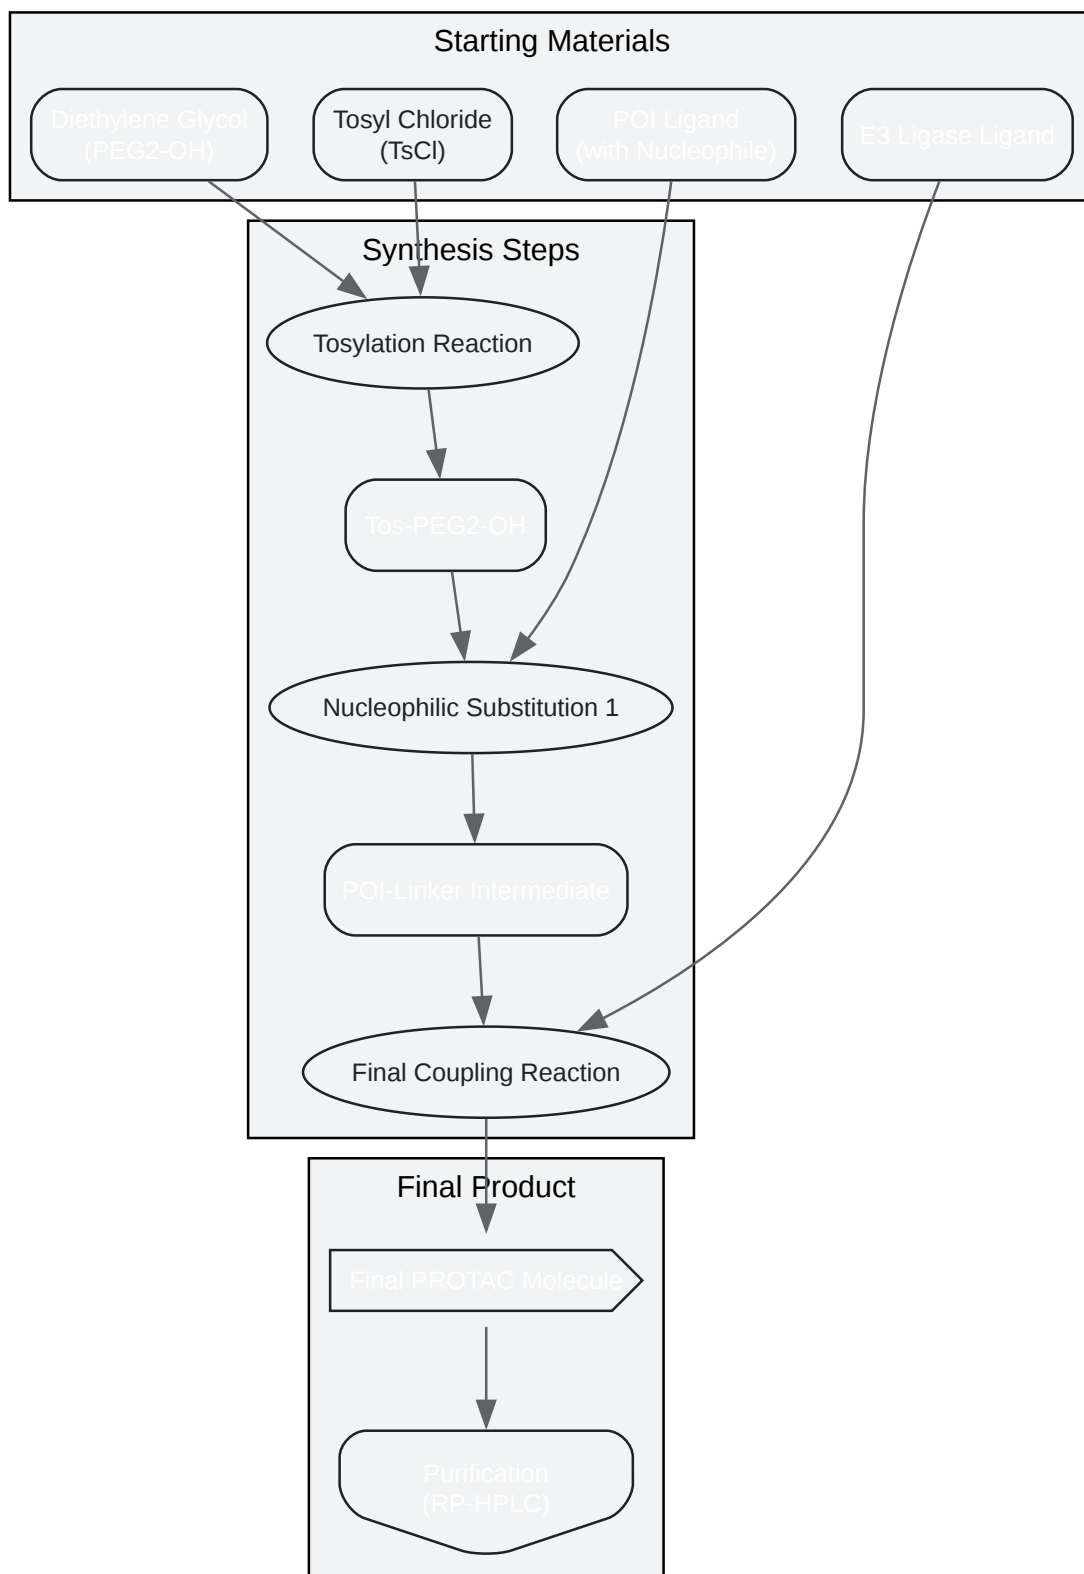 Starting Materials
Diethylene Glycol
(PEG2-OH)
Tosyl Chloride
(TsCl)
POI Ligand
(with Nucleophile)
E3 Ligase Ligand
Synthesis Steps
Tosylation Reaction
Tos-PEG2-OH
Nucleophilic Substitution 1
POI-Linker Intermediate
Final Coupling Reaction
Final Product
Final PROTAC Molecule
Purification
(RP-HPLC)